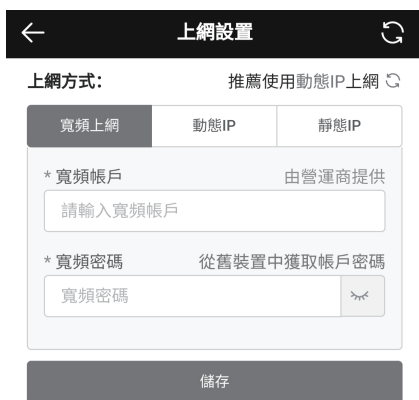 上網設置
上網方式： 推薦使用動態IP上網
寬頻上網 動態IP 靜態IP
* 寬頻帳戶 由營運商提供
請輸入寬頻帳戶
* 寬頻密碼 從舊裝置中獲取帳戶密碼
寬頻密碼
儲存